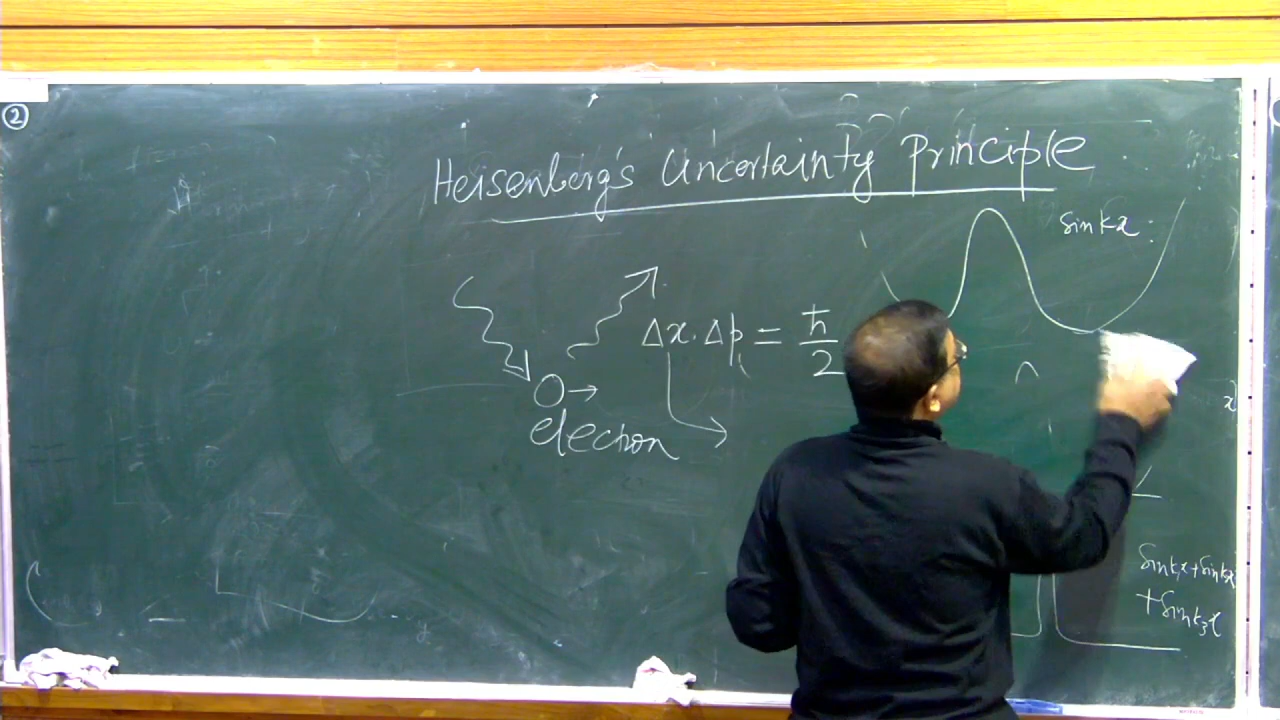 ②
Heisenberg's Uncertainty Principle
sin kx :
Δx. Δp = ħ/2
electron
x
sin k₁x + sin k₂x
+ sin k₃x